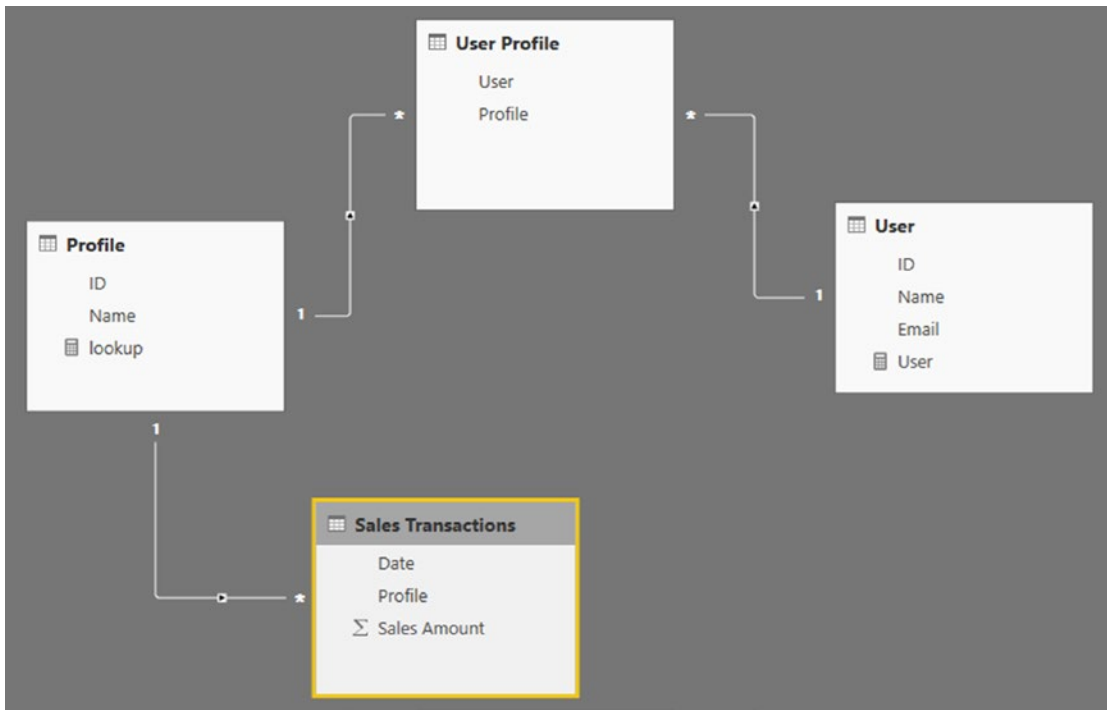 User Profile
User
Profile
*
*
Profile
ID
Name
lookup
1
User
ID
Name
Email
User
1
1
Sales Transactions
Date
Profile
∑ Sales Amount
*